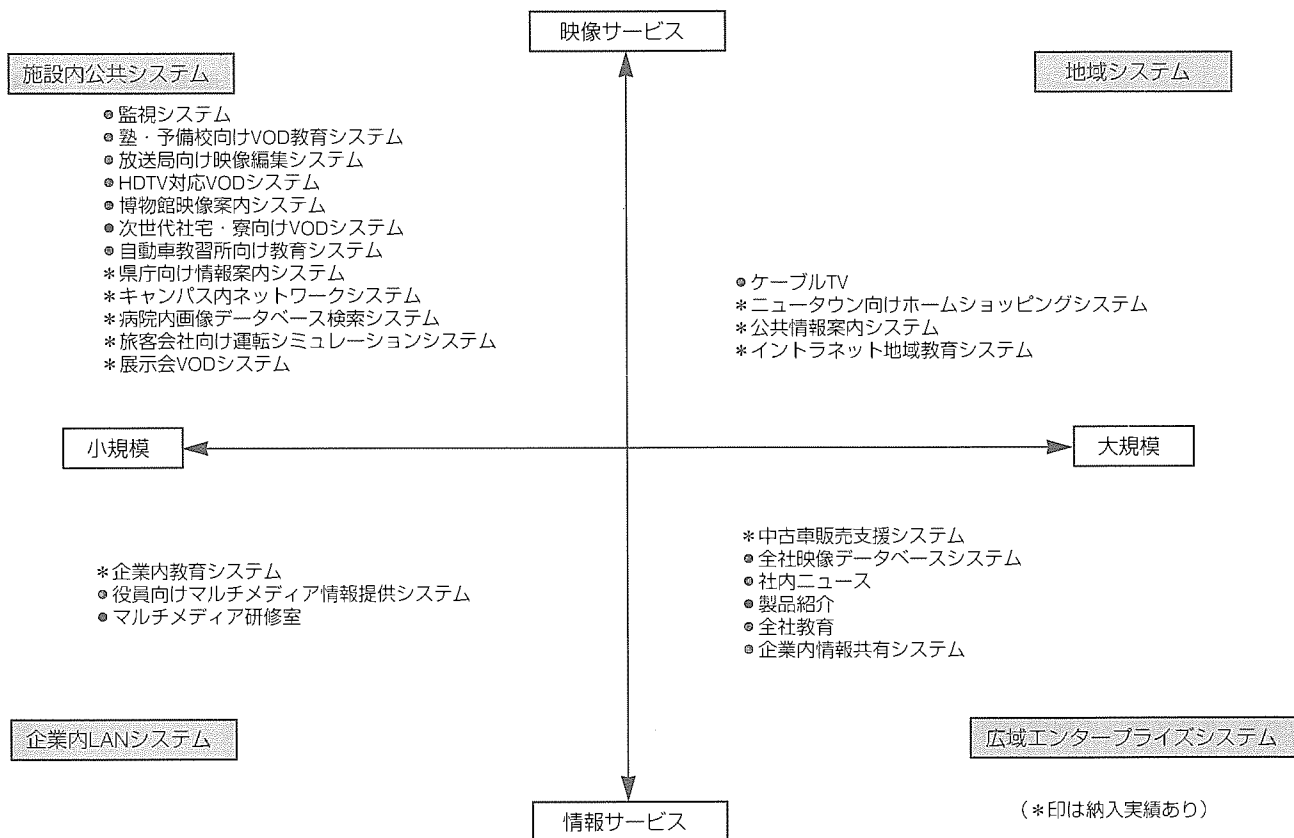 映像サービス
施設内公共システム
●監視システム
●塾・予備校向けVOD教育システム
●放送局向け映像編集システム
●HDTV対応VODシステム
●博物館映像案内システム
●次世代社宅・寮向けVODシステム
●自動車教習所向け教育システム
＊県庁向け情報案内システム
＊キャンパス内ネットワークシステム
＊病院内画像データベース検索システム
＊旅客会社向け運転シミュレーションシステム
＊展示会VODシステム
地域システム
●ケーブルTV
＊ニュータウン向けホームショッピングシステム
＊公共情報案内システム
＊イントラネット地域教育システム
小規模
大規模
＊企業内教育システム
●役員向けマルチメディア情報提供システム
●マルチメディア研修室
企業内LANシステム
＊中古車販売支援システム
●全社映像データベースシステム
●社内ニュース
●製品紹介
●全社教育
●企業内情報共有システム
広域エンタープライズシステム
情報サービス
（＊印は納入実績あり）